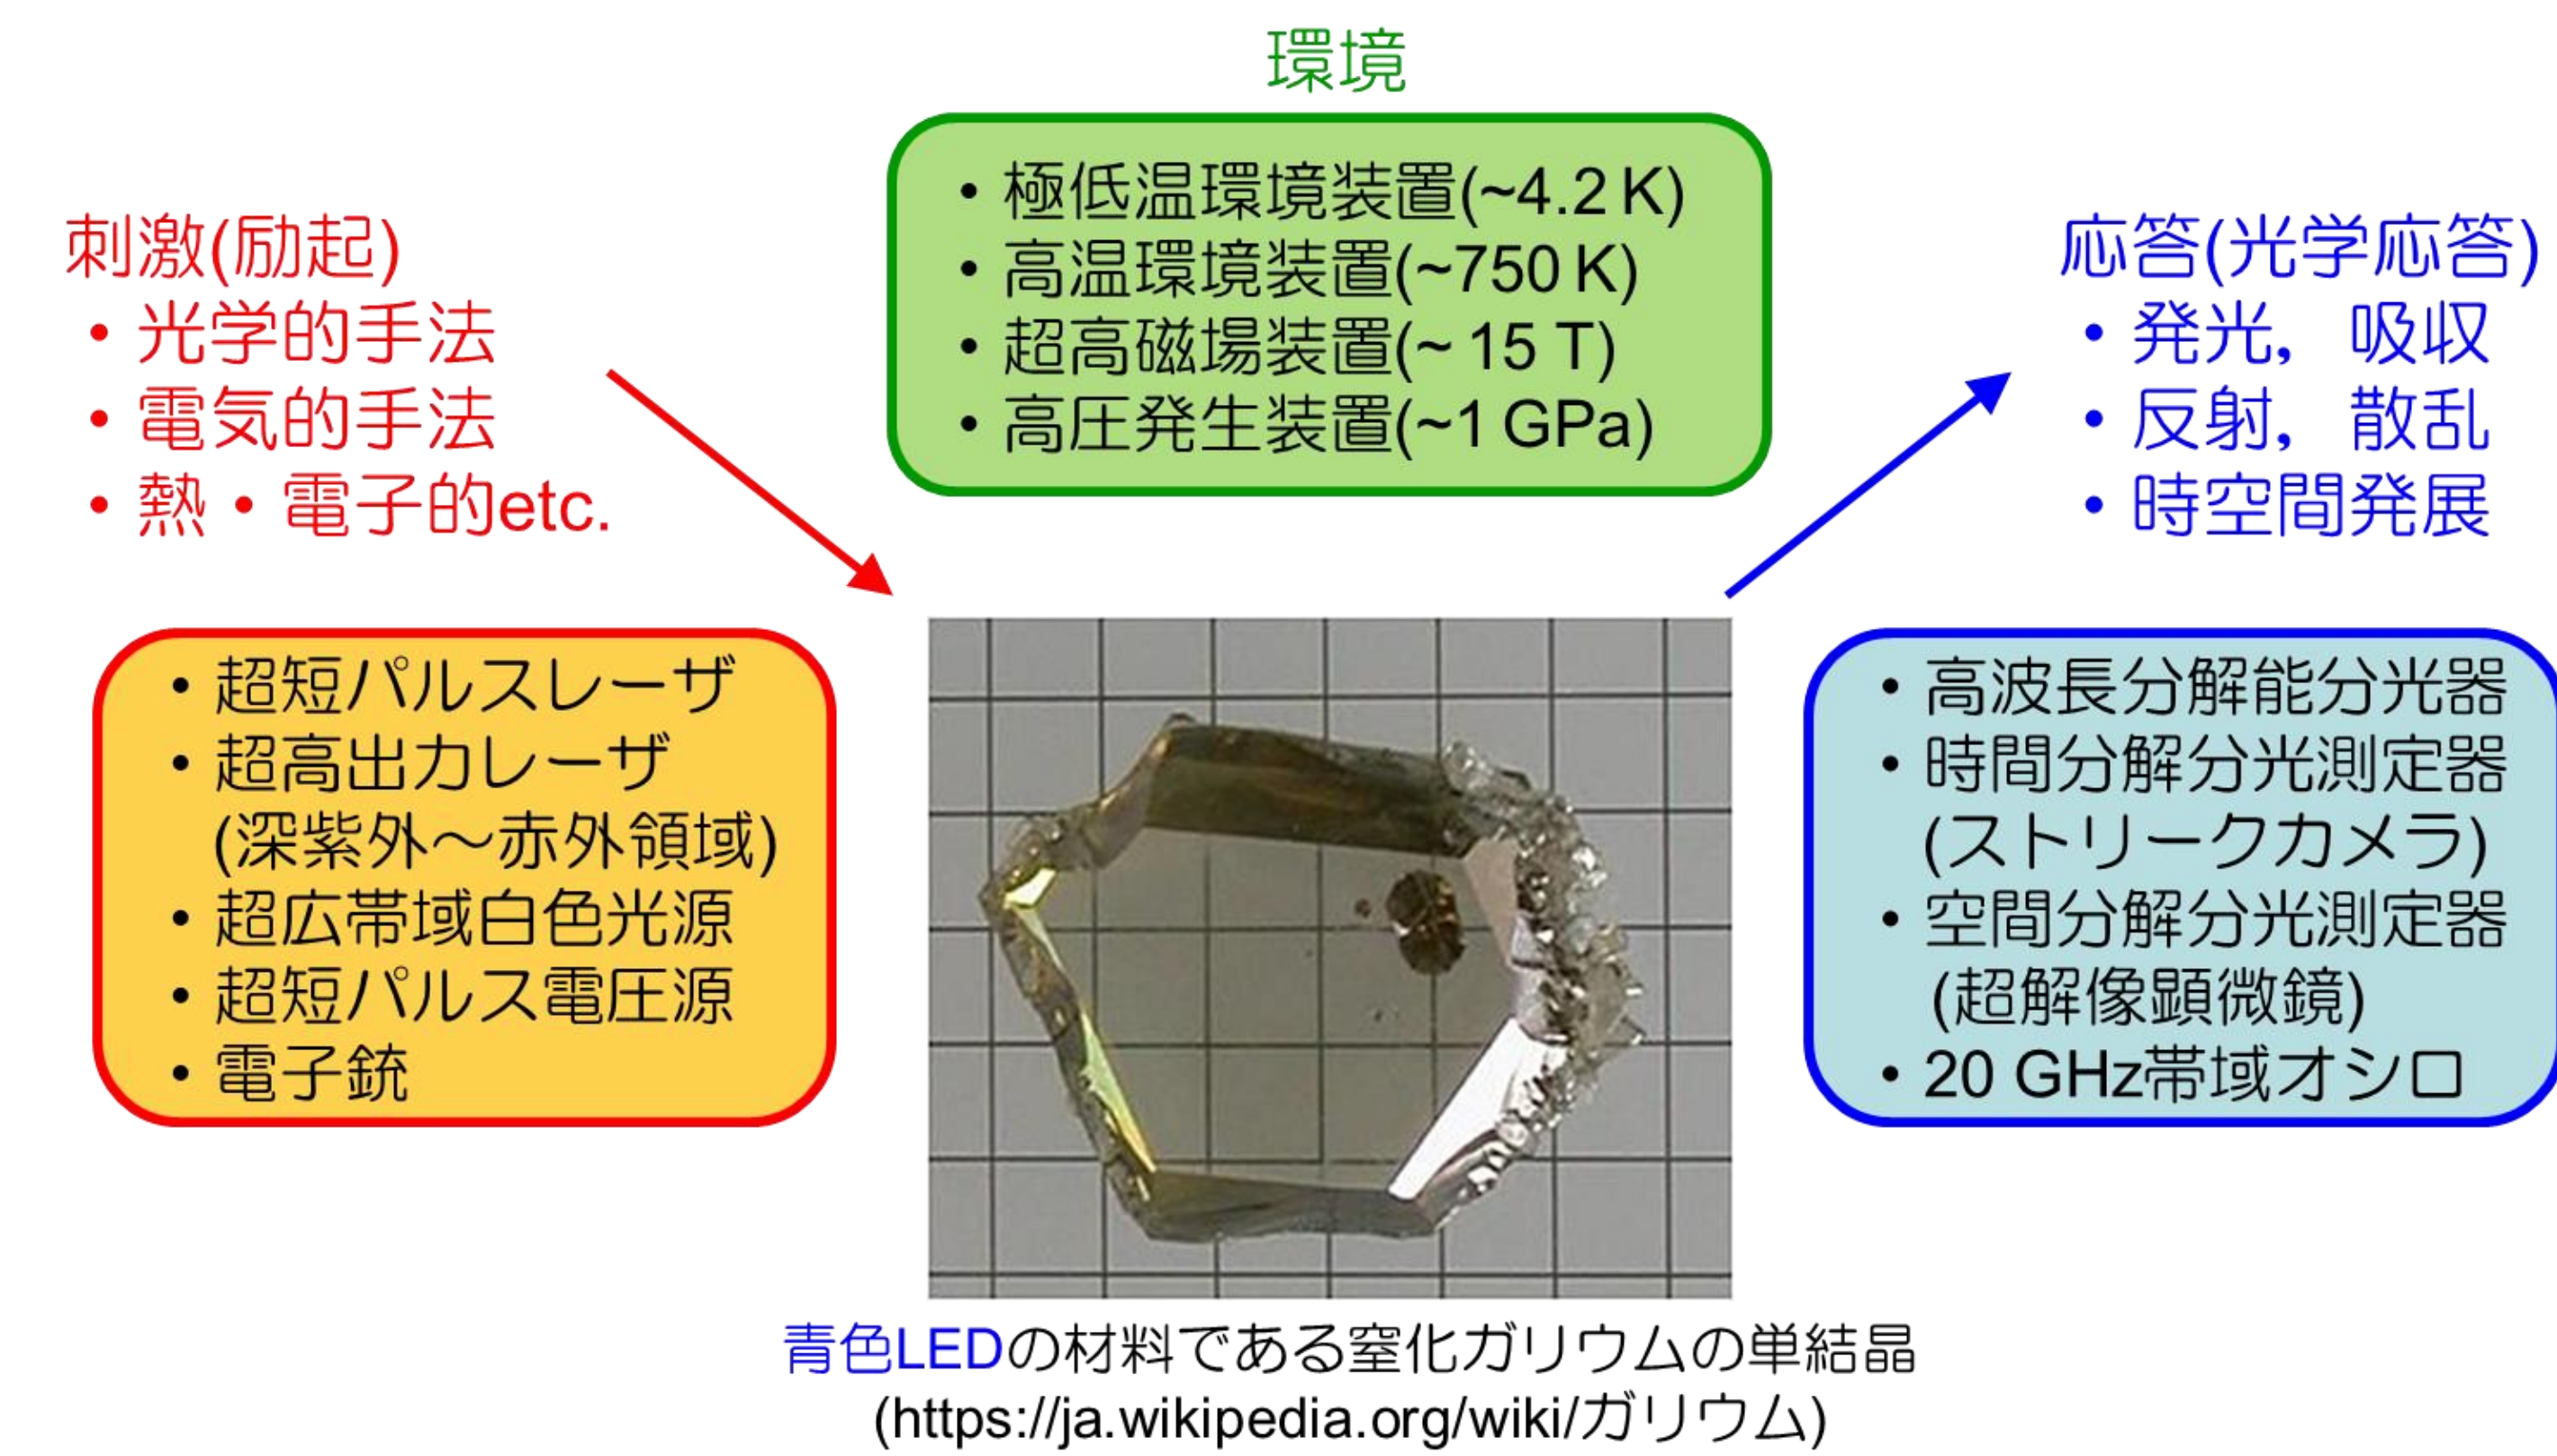 環境
• 極低温環境装置(~4.2 K)
• 高温環境装置(~750 K)
• 超高磁場装置(~ 15 T)
• 高圧発生装置(~1 GPa)
刺激(励起)
• 光学的手法
• 電気的手法
• 熱・電子的etc.
応答(光学応答)
• 発光，吸収
• 反射，散乱
• 時空間発展
• 超短パルスレーザ
• 超高出力レーザ
(深紫外～赤外領域)
• 超広帯域白色光源
• 超短パルス電圧源
• 電子銃
• 高波長分解能分光器
• 時間分解分光測定器
(ストリークカメラ)
• 空間分解分光測定器
(超解像顕微鏡)
• 20 GHz帯域オシロ
青色LEDの材料である窒化ガリウムの単結晶
(https://ja.wikipedia.org/wiki/ガリウム)